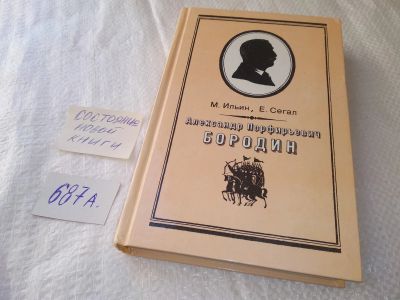 М. Ильин, Е. Сегал
Александр Порфирьевич
БОРОДИН
СОСТОЯНИЕ
НОВОЙ
КНИГИ
687А.